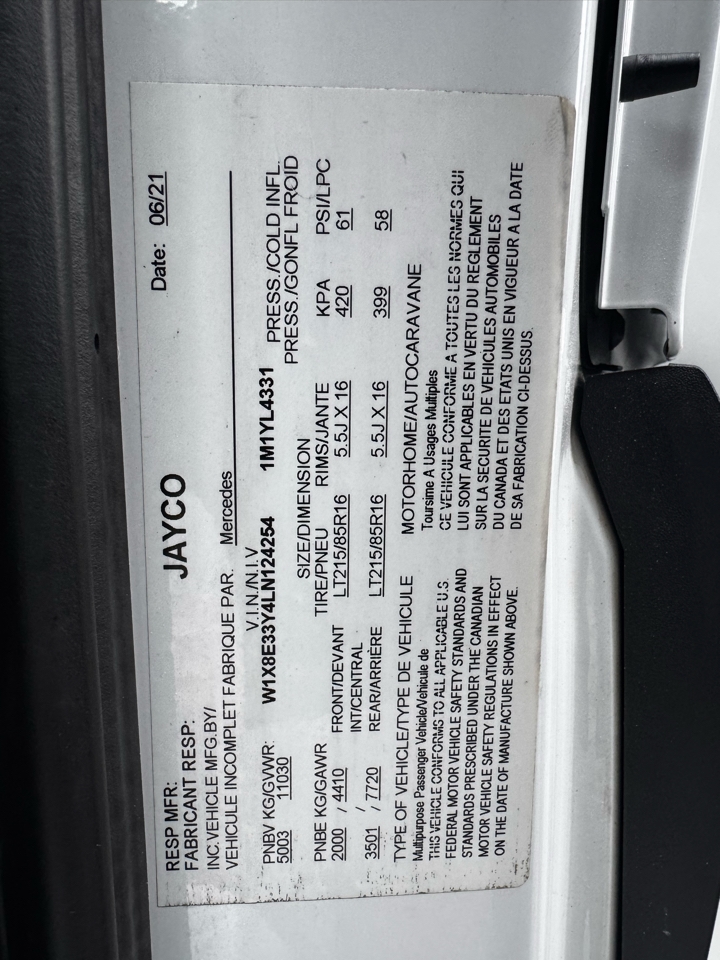 RESP MFR: JAYCO Date: 06/21
FABRICANT RESP:
INC.VEHICLE MFG.BY/
VEHICULE INCOMPLET FABRIQUE PAR. Mercedes
V.I.N./N.I.V
PNBV KG/GVWR: W1X8E33Y4LN124254 1M1YL4331 PRESS./COLD INFL.
5003 11030 SIZE/DIMENSION PRESS./GONFL FROID
PNBE KG/GAWR TIRE/PNEU RIMS/JANTE KPA PSI/LPC
2000 / 4410 FRONT/DEVANT LT215/85R16 5.5J X 16 420 61
/ INT/CENTRAL
3501 / 7720 REAR/ARRIÈRE LT215/85R16 5.5J X 16 399 58
TYPE OF VEHICLE/TYPE DE VEHICULE MOTORHOME/AUTOCARAVANE
Multipurpose Passenger Vehicle/Vehicule de Toursime A Usages Multiples
THIS VEHICLE CONFORMS TO ALL APPLICABLE U.S.
FEDERAL MOTOR VEHICLE SAFETY STANDARDS AND
STANDARDS PRESCRIBED UNDER THE CANADIAN
MOTOR VEHICLE SAFETY REGULATIONS IN EFFECT
ON THE DATE OF MANUFACTURE SHOWN ABOVE.
CE VEHICULE CONFORME A TOUTES LES NORMES QUI
LUI SONT APPLICABLES EN VERTU DU REGLEMENT
SUR LA SECURITE DE VEHICULES AUTOMOBILES
DU CANADA ET DES ETATS UNIS EN VIGUEUR A LA DATE
DE SA FABRICATION CI-DESSUS.